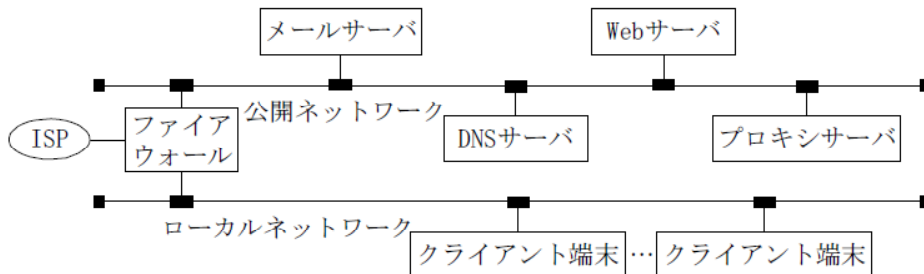 メールサーバ
Webサーバ
公開ネットワーク
ISP
ファイア
ウォール
DNSサーバ
プロキシサーバ
ローカルネットワーク
クライアント端末
…
クライアント端末